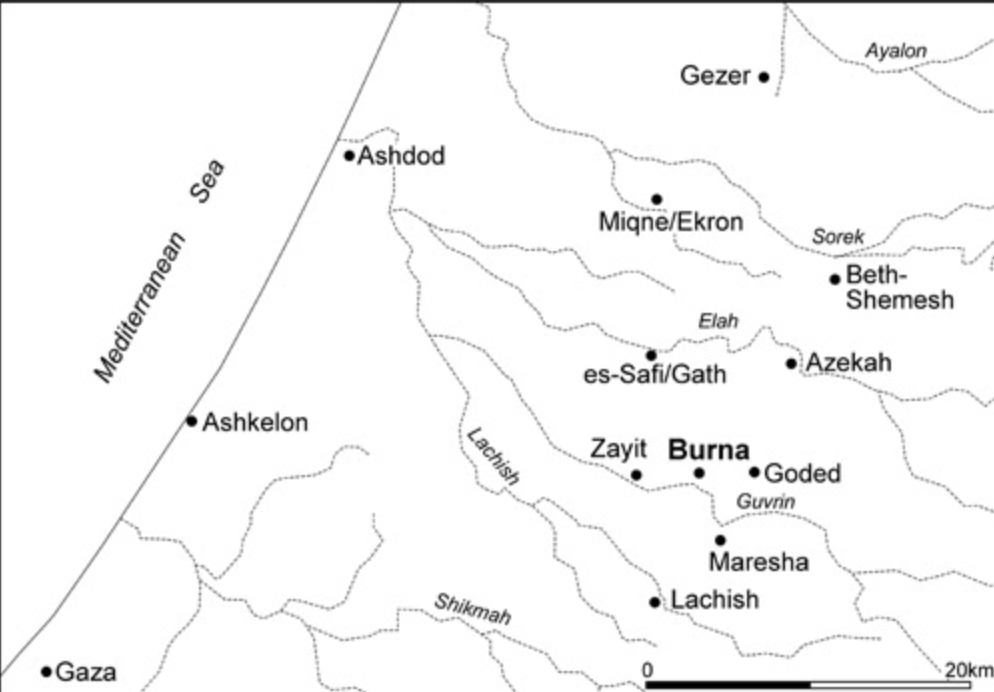 Ayalon
Gezer
Ashdod
Mediterranean Sea
Miqne/Ekron
Sorek
Beth-
Shemesh
Elah
es-Safi/Gath
Azekah
Ashkelon
Lachish
Zayit
Burna
Goded
Guvrin
Maresha
Lachish
Shikmah
Gaza
0 20km